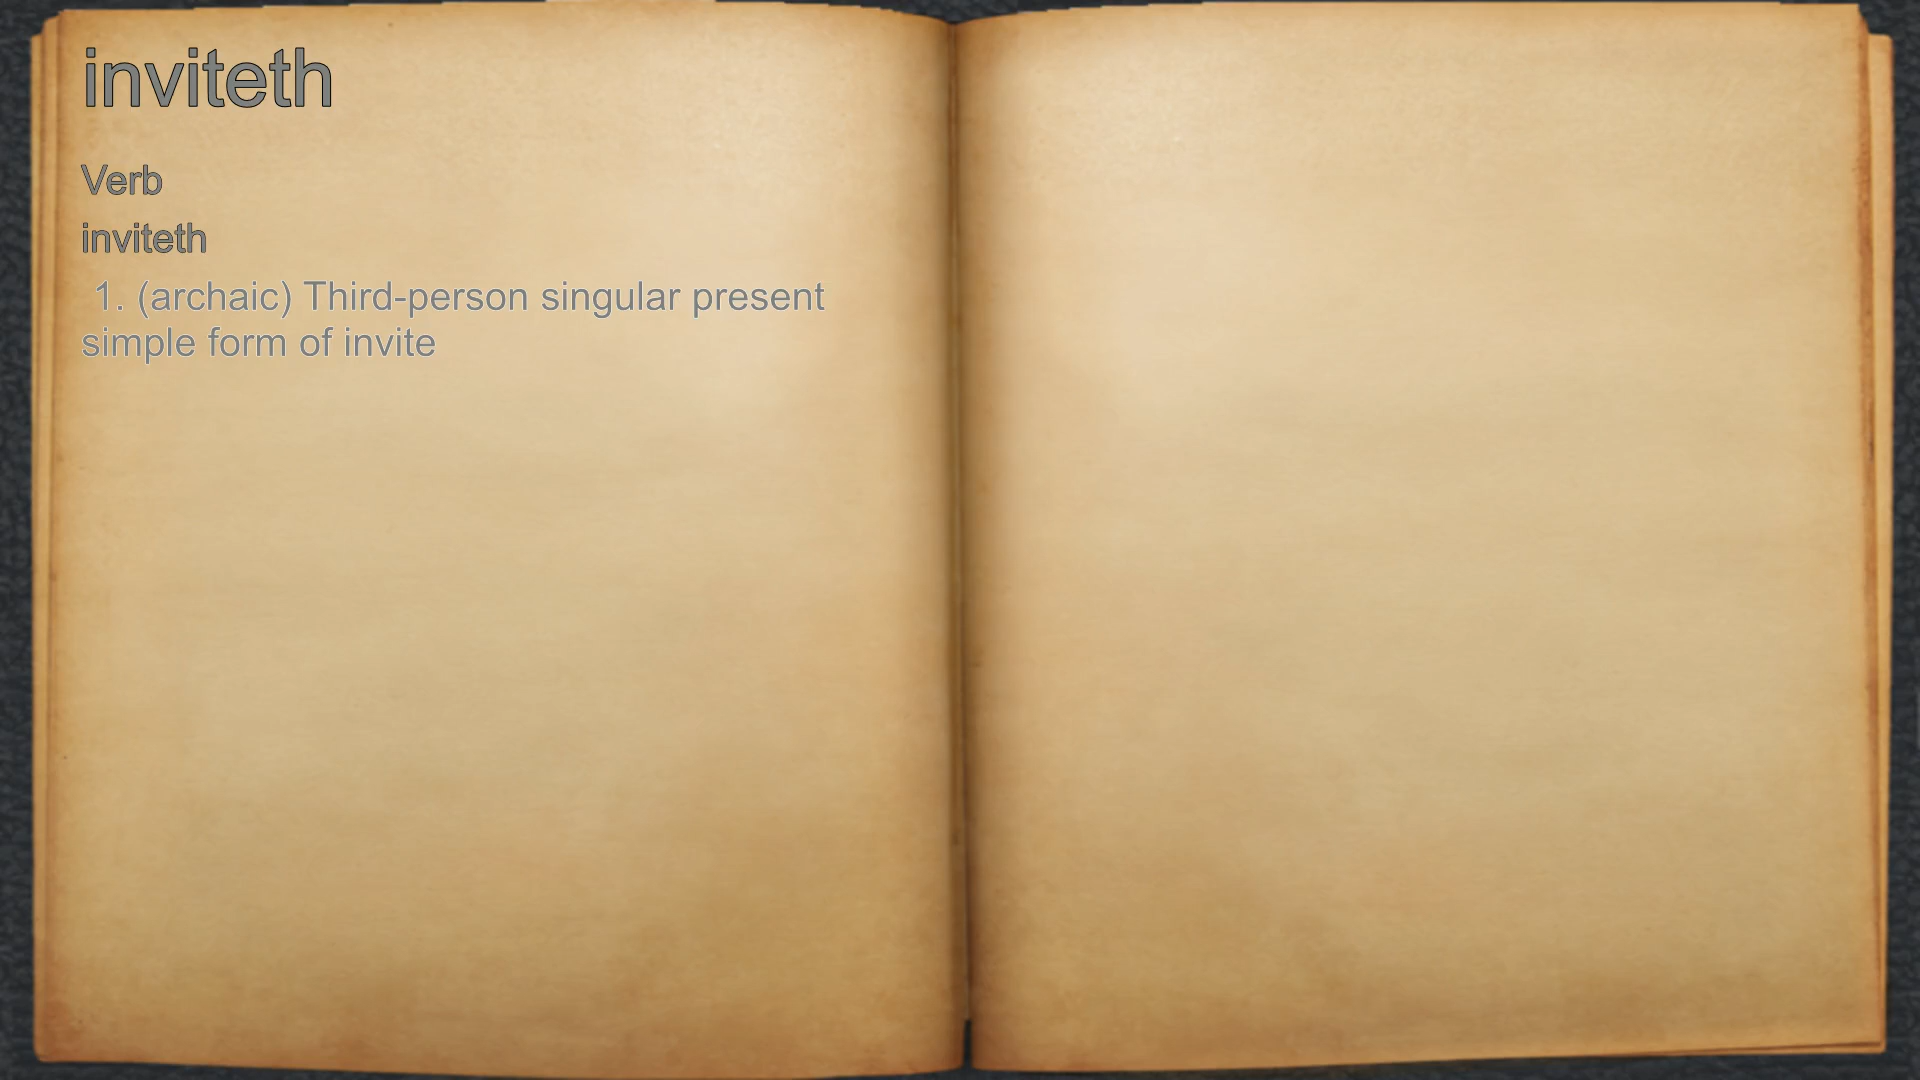 inviteth
Verb
inviteth
1. (archaic) Third-person singular present
simple form of invite